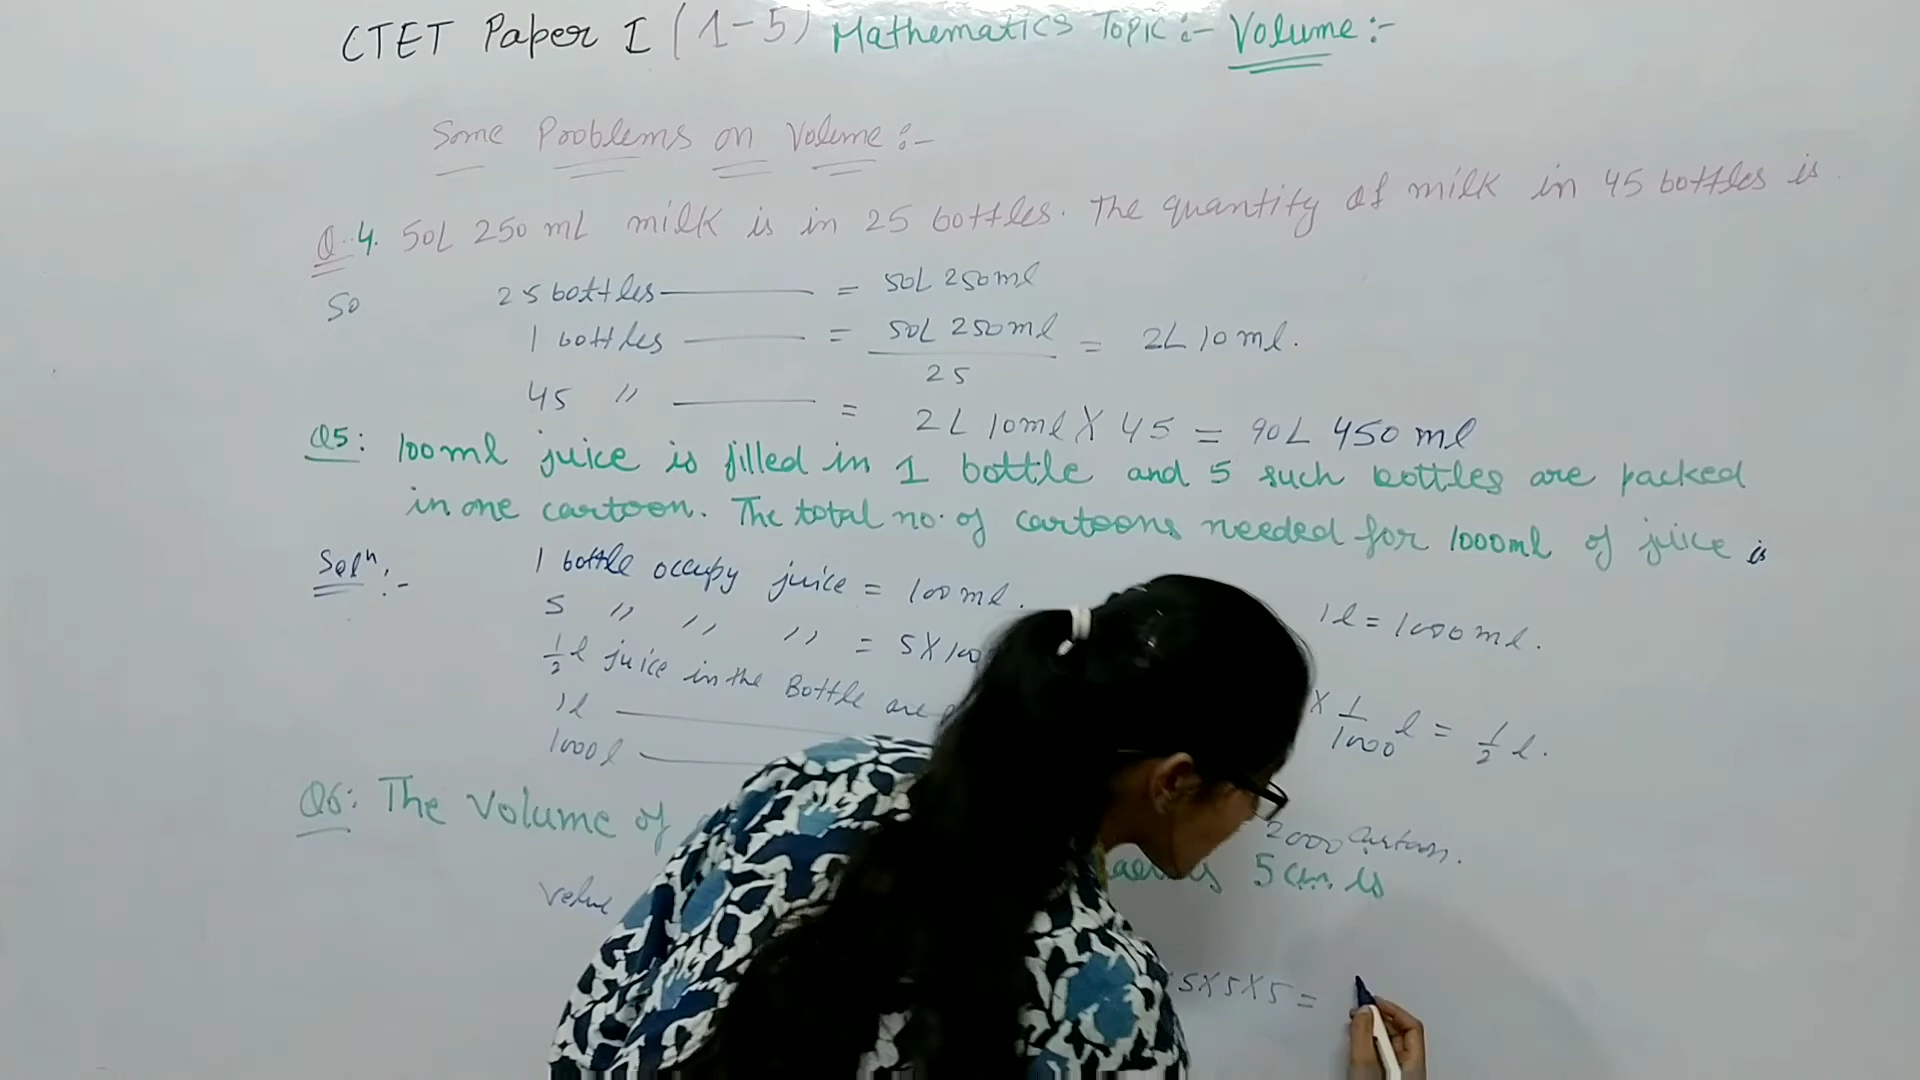 CTET Paper I (1-5) Mathematics Topic:- Volume:-
Some Problems on Volume:-
Q.4. 50L 250 mL milk is in 25 bottles. The quantity of milk in 45 bottles is
So 25 bottles = 50L 250ml
1 bottles = 50L 250ml / 25 = 2L 10 ml.
45 " = 2L 10ml X 45 = 90L 450 ml
Q5: 100ml juice is filled in 1 bottle and 5 such bottles are packed
in one cartoon. The total no. of cartoons needed for 1000ml of juice is
Solⁿ:- 1 bottle occupy juice = 100ml.
1l = 1000ml.
5 " " " = 5X100
X 1/1000 l = 1/2 l.
1/2 l juice in the Bottle are
1l
1000l
2000 cartoon.
Q6: The Volume of
5cm. is
5X5X5 =